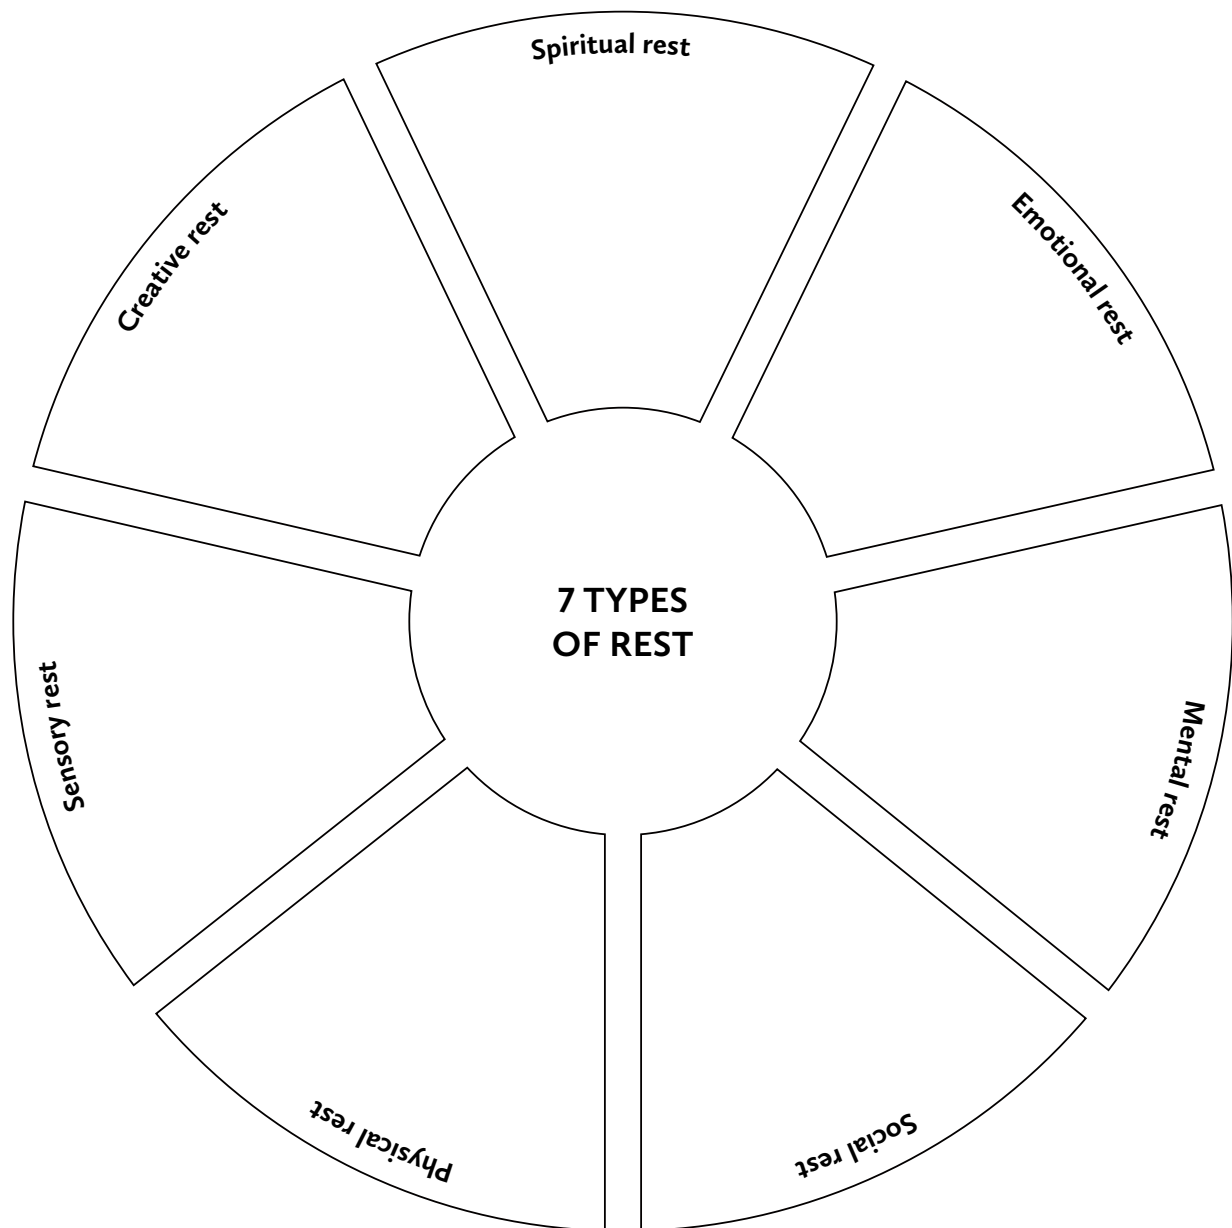 Spiritual rest
Emotional rest
Mental rest
Social rest
Physical rest
Sensory rest
Creative rest
7 TYPES
OF REST